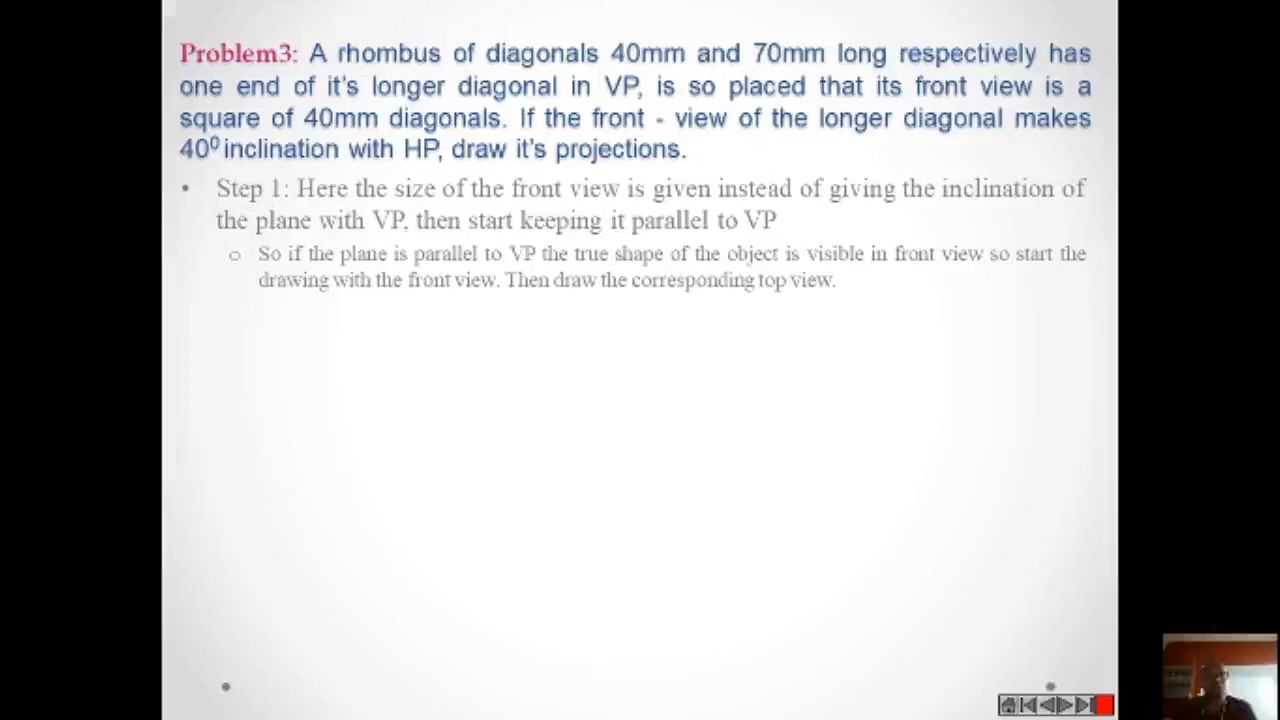 Problem3: A rhombus of diagonals 40mm and 70mm long respectively has
one end of it's longer diagonal in VP, is so placed that its front view is a
square of 40mm diagonals. If the front - view of the longer diagonal makes
40⁰ inclination with HP, draw it's projections.
• Step 1: Here the size of the front view is given instead of giving the inclination of
the plane with VP, then start keeping it parallel to VP
o So if the plane is parallel to VP the true shape of the object is visible in front view so start the
drawing with the front view. Then draw the corresponding top view.